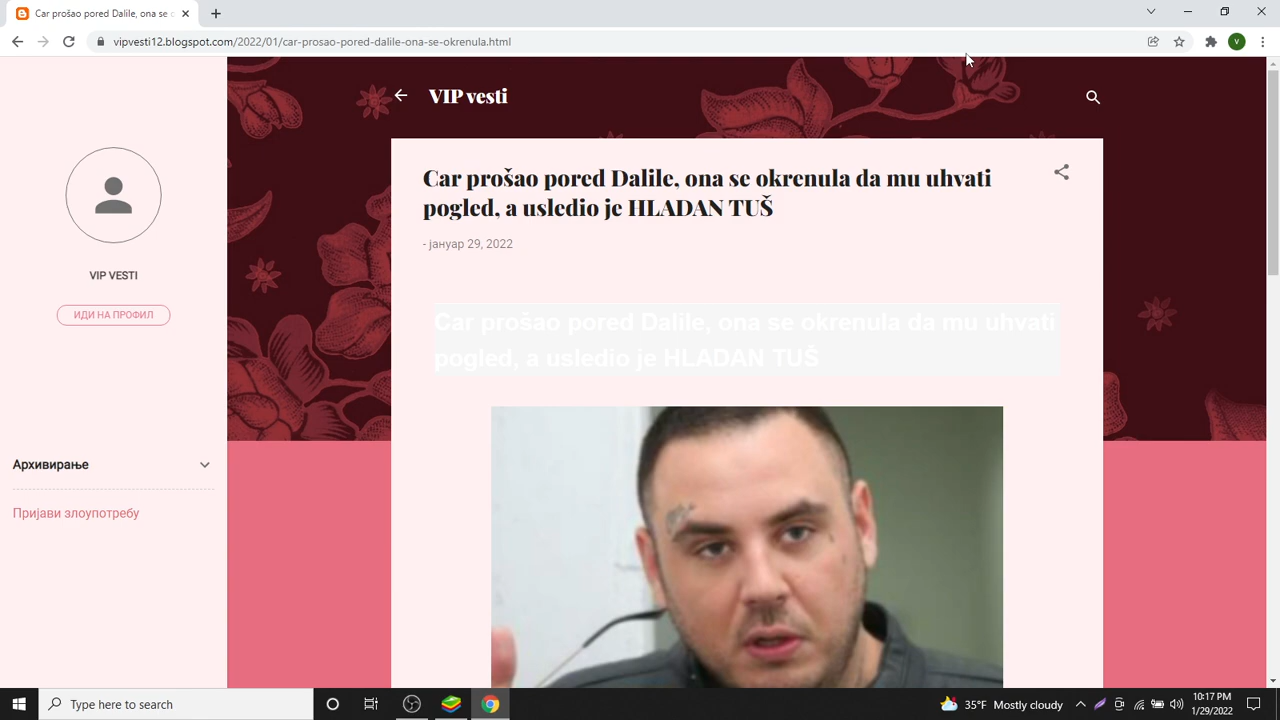 Car prošao pored Dalile, ona se o
vipvesti12.blogspot.com/2022/01/car-prosao-pored-dalile-ona-se-okrenula.html
V
VIP vesti
Car prošao pored Dalile, ona se okrenula da mu uhvati
pogled, a usledio je HLADAN TUŠ
- јануар 29, 2022
VIP VESTI
ИДИ НА ПРОФИЛ
Car prošao pored Dalile, ona se okrenula da mu uhvati
pogled, a usledio je HLADAN TUŠ
Архивирање
Пријави злоупотребу
Type here to search
35°F Mostly cloudy
10:17 PM
1/29/2022